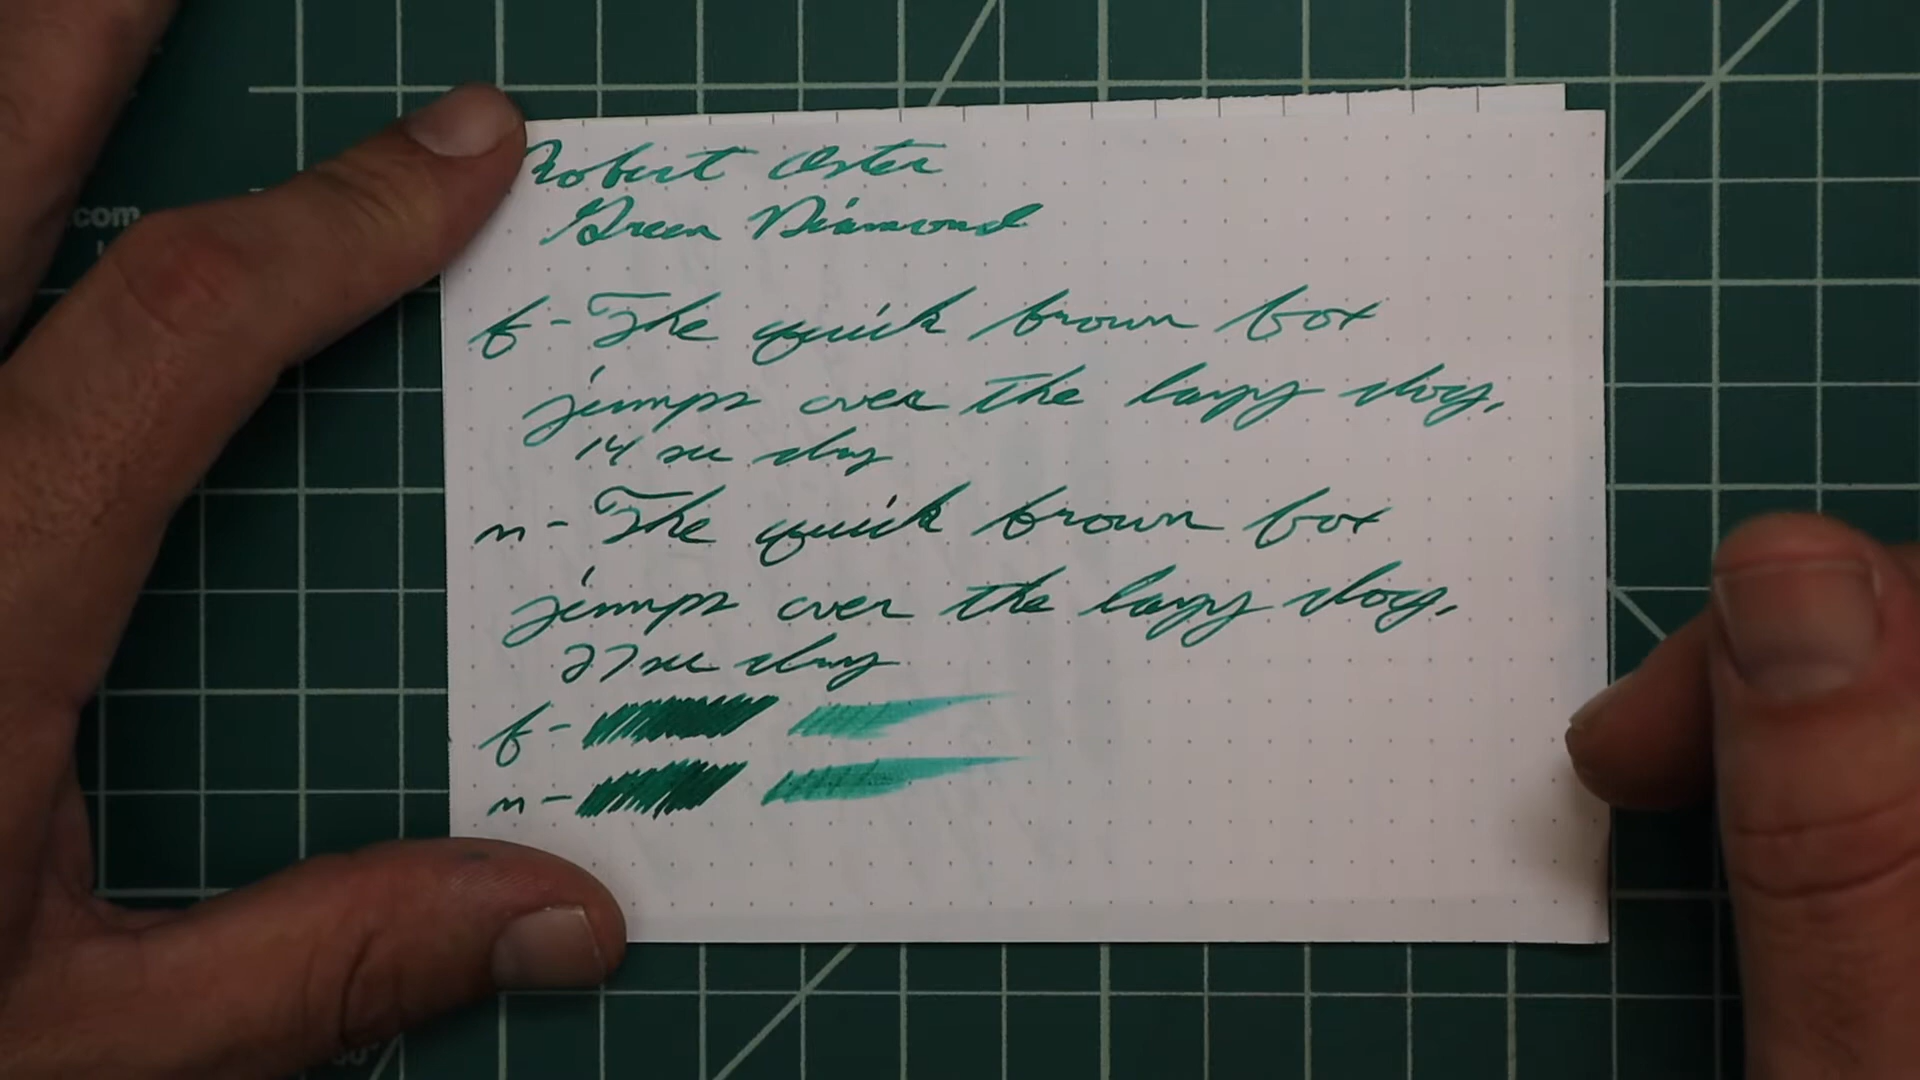 Robert Oster
Green Diamond
f - The quick brown fox
jumps over the lazy dog.
14 sec dry
m - The quick brown fox
jumps over the lazy dog.
27 sec dry
f -
m -
.com